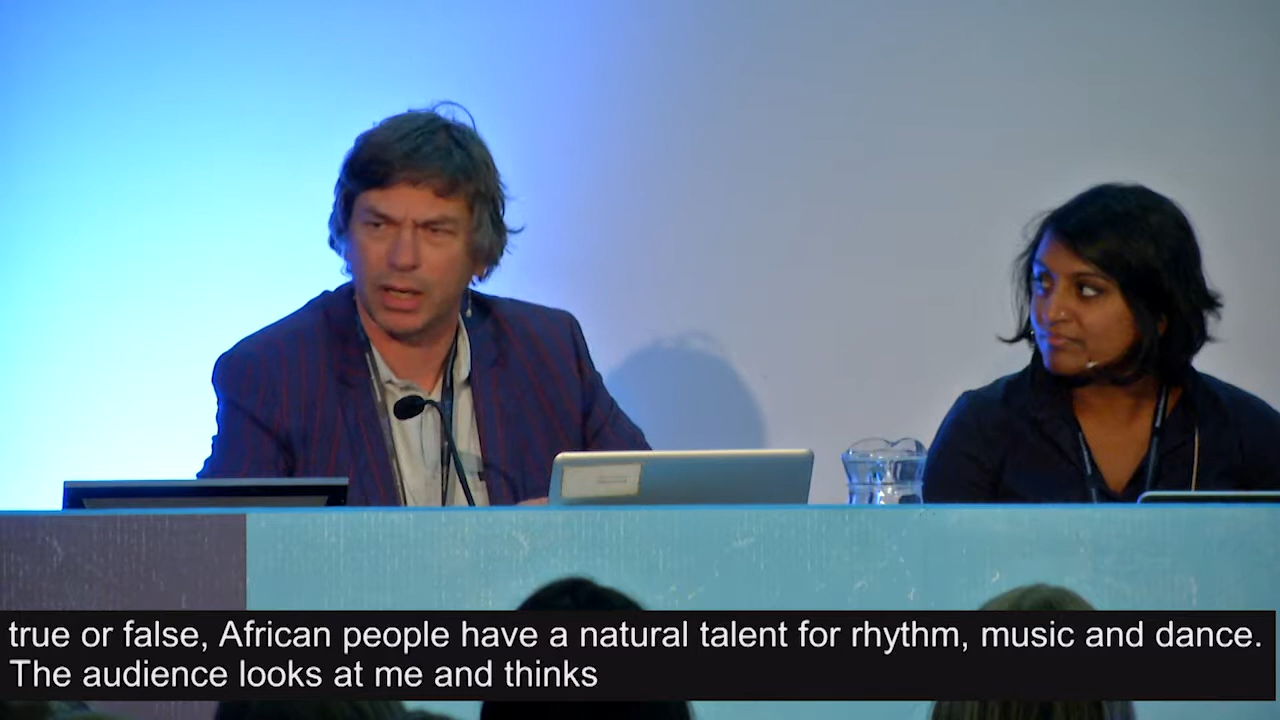 true or false, African people have a natural talent for rhythm, music and dance.
The audience looks at me and thinks